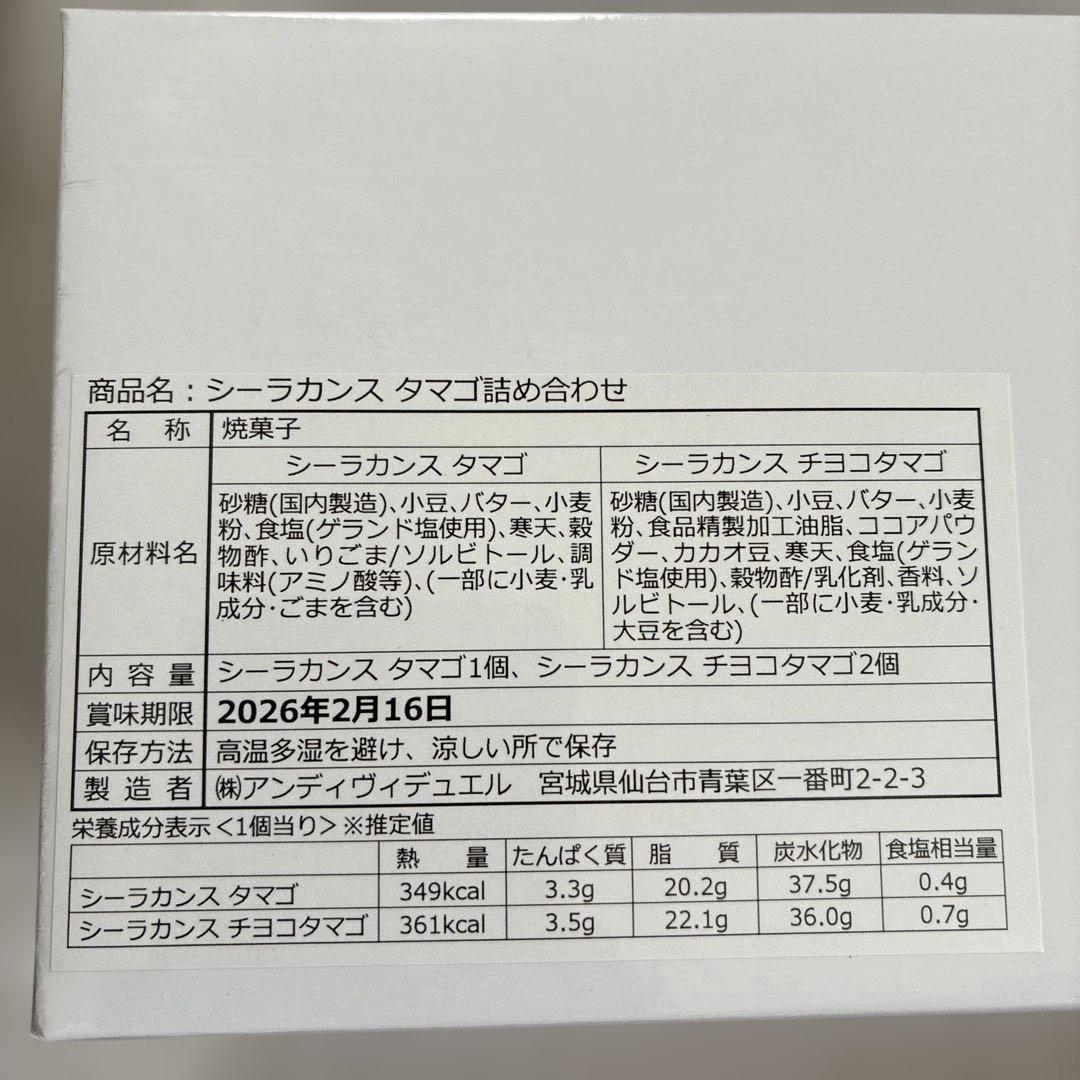 商品名：シーラカンス タマゴ詰め合わせ
名 称 焼菓子
シーラカンス タマゴ シーラカンス チヨコタマゴ
原材料名
砂糖(国内製造)、小豆、バター、小麦
粉、食塩(ゲランド塩使用)、寒天、穀
物酢、いりごま/ソルビトール、調
味料(アミノ酸等)、(一部に小麦・乳
成分・ごまを含む)
砂糖(国内製造)、小豆、バター、小麦
粉、食品精製加工油脂、ココアパウ
ダー、カカオ豆、寒天、食塩(ゲラン
ド塩使用)、穀物酢/乳化剤、香料、ソ
ルビトール、(一部に小麦・乳成分・
大豆を含む)
内 容 量 シーラカンス タマゴ1個、シーラカンス チヨコタマゴ2個
賞味期限 2026年2月16日
保存方法 高温多湿を避け、涼しい所で保存
製 造 者 ㈱アンディヴィデュエル 宮城県仙台市青葉区一番町2-2-3
栄養成分表示＜1個当り＞※推定値
熱 量 たんぱく質 脂 質 炭水化物 食塩相当量
シーラカンス タマゴ 349kcal 3.3g 20.2g 37.5g 0.4g
シーラカンス チヨコタマゴ 361kcal 3.5g 22.1g 36.0g 0.7g